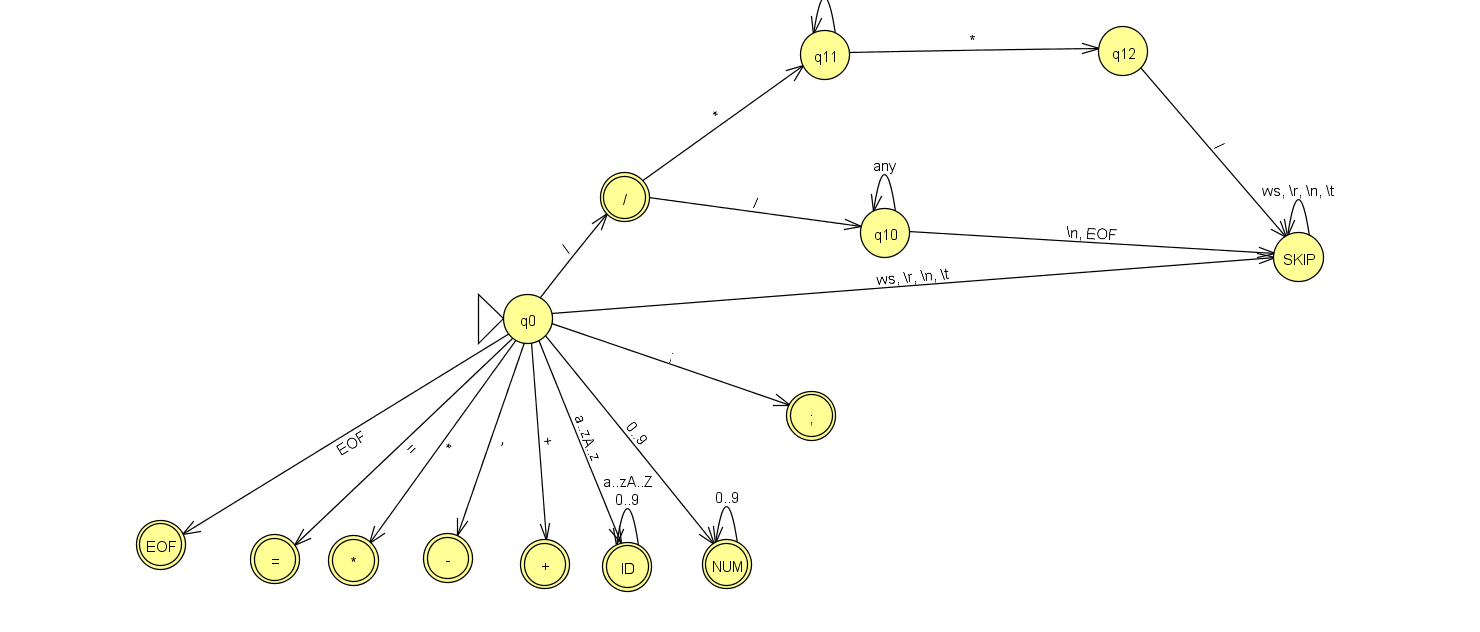 q11
*
q12
*
/
any
ws, \r, \n, \t
/
/
q10
\n, EOF
SKIP
/
ws, \r, \n, \t
q0
;
;
EOF
=
*
-
+
a..zA..z
0..9
a..zA..Z
0..9
0..9
EOF
=
*
-
+
ID
NUM